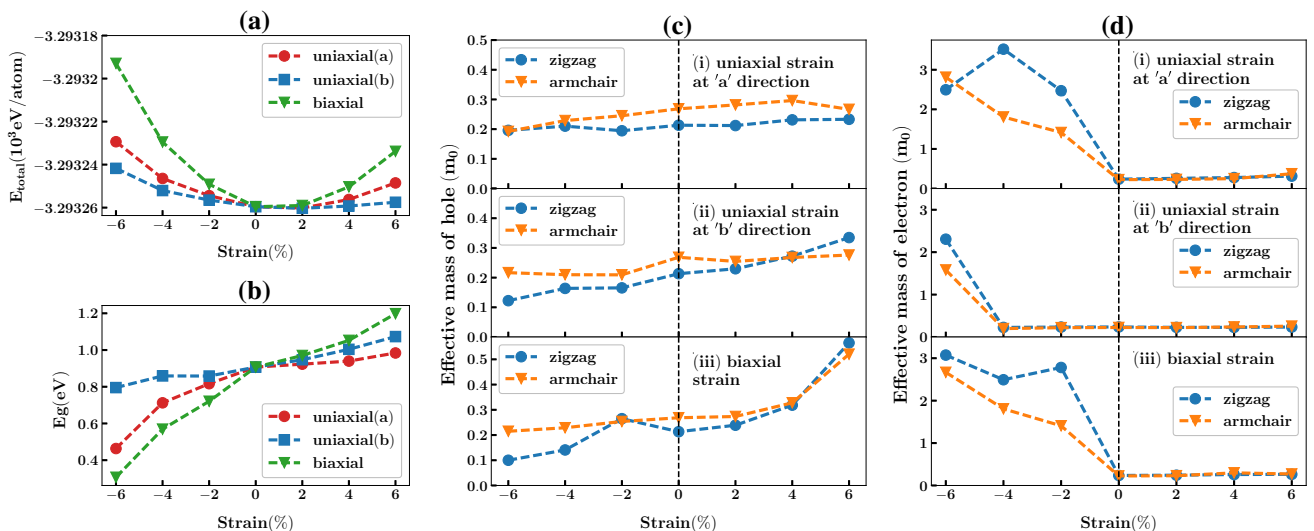 (a)
−3.29318
−3.2932
−3.29322
−3.29324
−3.29326
E_total(10³eV/atom)
uniaxial(a)
uniaxial(b)
biaxial
−6 −4 −2 0 2 4 6
Strain(%)
(b)
1.2
1.0
0.8
0.6
0.4
Eg(eV)
uniaxial(a)
uniaxial(b)
biaxial
−6 −4 −2 0 2 4 6
Strain(%)
(c)
Effective mass of hole (m₀)
0.5
0.4
0.3
0.2
0.1
0.0
zigzag
armchair
(i) uniaxial strain
at 'a' direction
0.4
0.3
0.2
0.1
0.0
zigzag
armchair
(ii) uniaxial strain
at 'b' direction
0.5
0.4
0.3
0.2
0.1
0.0
zigzag
armchair
(iii) biaxial
strain
−6 −4 −2 0 2 4 6
Strain(%)
(d)
Effective mass of electron (m₀)
3
2
1
0
(i) uniaxial strain
at 'a' direction
zigzag
armchair
3
2
1
0
(ii) uniaxial strain
at 'b' direction
zigzag
armchair
3
2
1
0
(iii) biaxial strain
zigzag
armchair
−6 −4 −2 0 2 4 6
Strain(%)